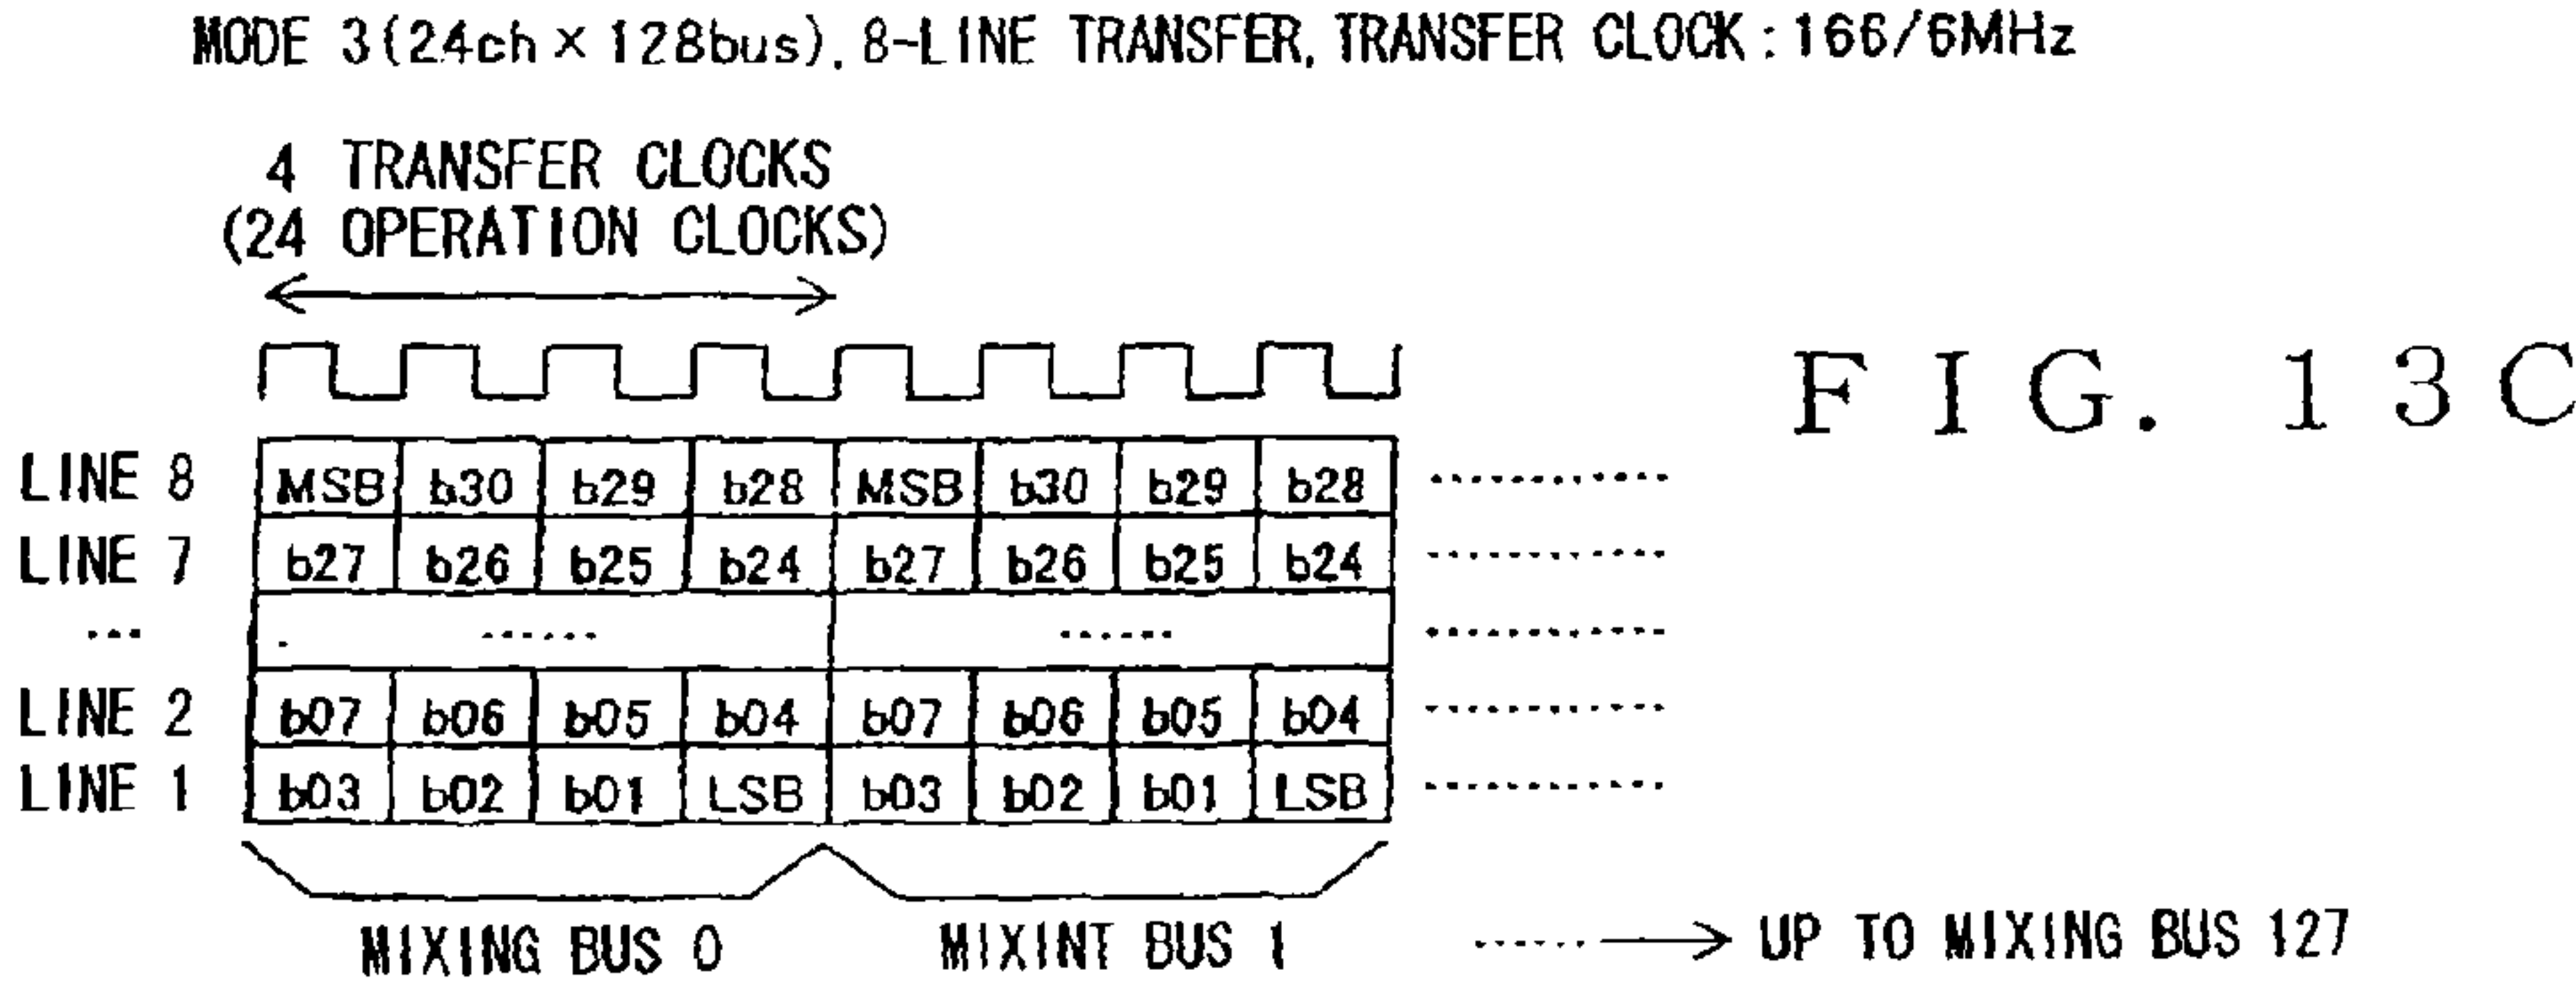 MODE 3(24ch×128bus), 8-LINE TRANSFER, TRANSFER CLOCK:166/6MHz
4 TRANSFER CLOCKS
(24 OPERATION CLOCKS)
FIG. 13C
LINE 8 MSB b30 b29 b28 MSB b30 b29 b28 ............
LINE 7 b27 b26 b25 b24 b27 b26 b25 b24 ............
... ...... ...... ............
LINE 2 b07 b06 b05 b04 b07 b06 b05 b04 ............
LINE 1 b03 b02 b01 LSB b03 b02 b01 LSB ............
MIXING BUS 0 MIXINT BUS 1 ......→ UP TO MIXING BUS 127